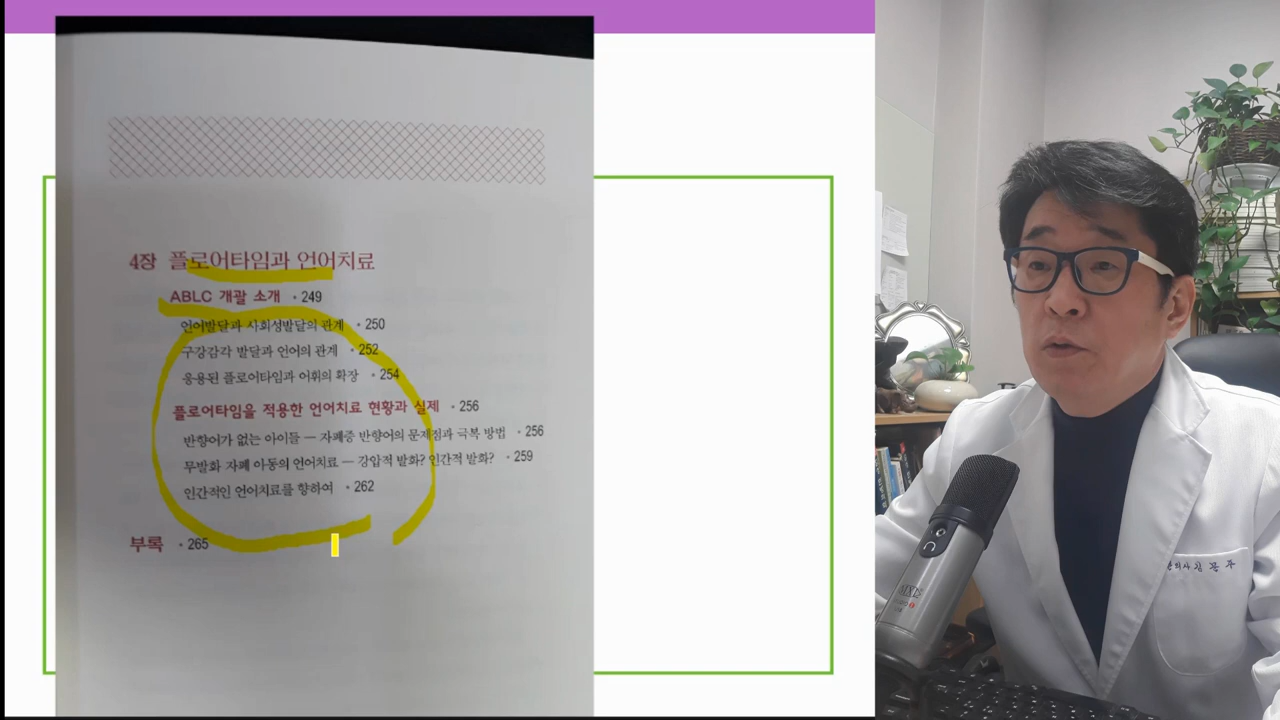 4장 플로어타임과 언어치료
ABLC 개괄 소개 • 249
언어발달과 사회성발달의 관계 • 250
구강감각 발달과 언어의 관계 • 252
응용된 플로어타임과 어휘의 확장 • 254
플로어타임을 적용한 언어치료 현황과 실제 • 256
반향어가 없는 아이들 — 자폐증 반향어의 문제점과 극복 방법 • 256
무발화 자폐 아동의 언어치료 — 강압적 발화? 인간적 발화? • 259
인간적인 언어치료를 향하여 • 262
부록 • 265
MXL